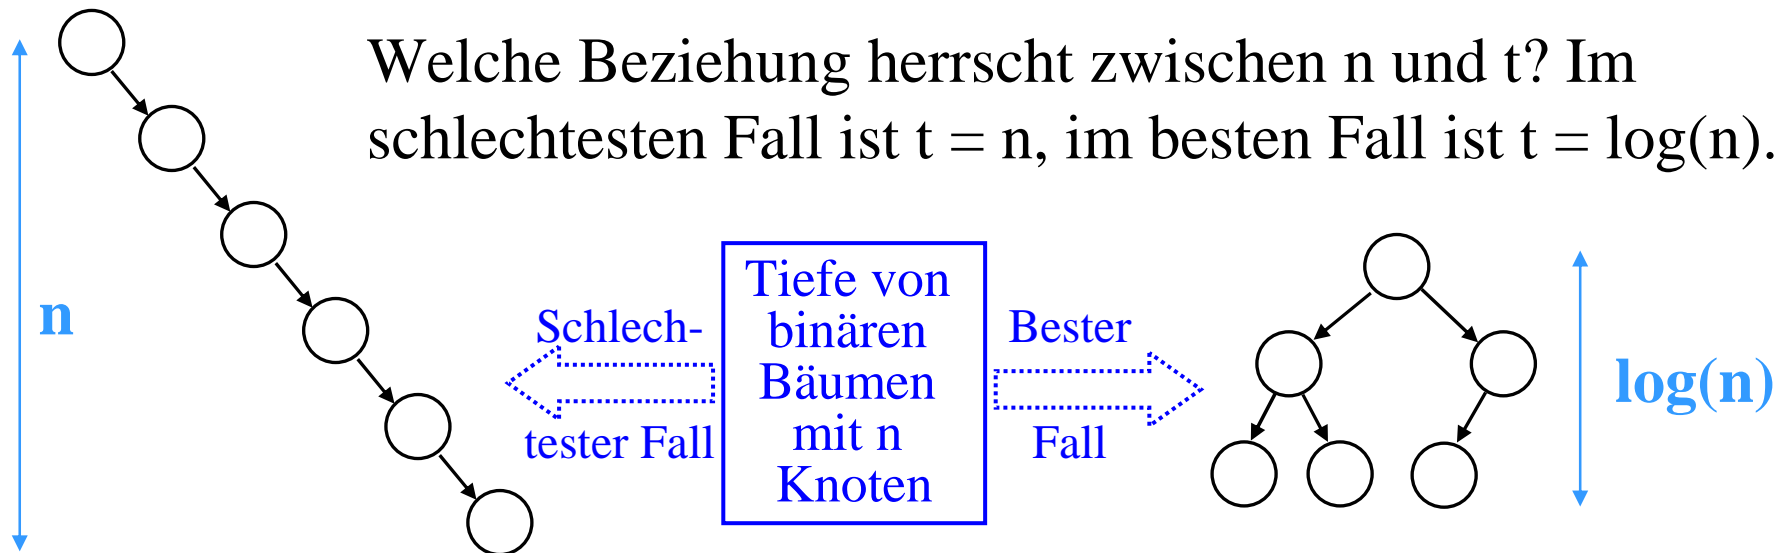 Welche Beziehung herrscht zwischen n und t? Im
schlechtesten Fall ist t = n, im besten Fall ist t = log(n).
n
Schlech-
tester Fall
Tiefe von
binären
Bäumen
mit n
Knoten
Bester
Fall
log(n)